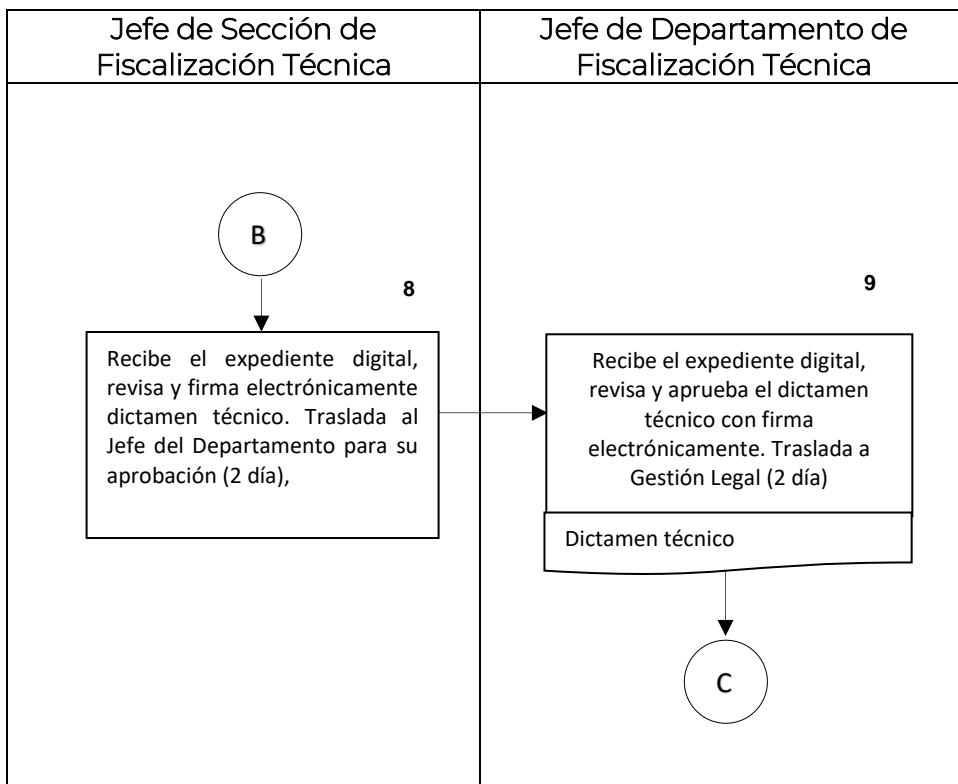 Jefe de Sección de
Fiscalización Técnica
Jefe de Departamento de
Fiscalización Técnica
B
8
Recibe el expediente digital,
revisa y firma electrónicamente
dictamen técnico. Traslada al
Jefe del Departamento para su
aprobación (2 día),
9
Recibe el expediente digital,
revisa y aprueba el dictamen
técnico con firma
electrónicamente. Traslada a
Gestión Legal (2 día)
Dictamen técnico
C